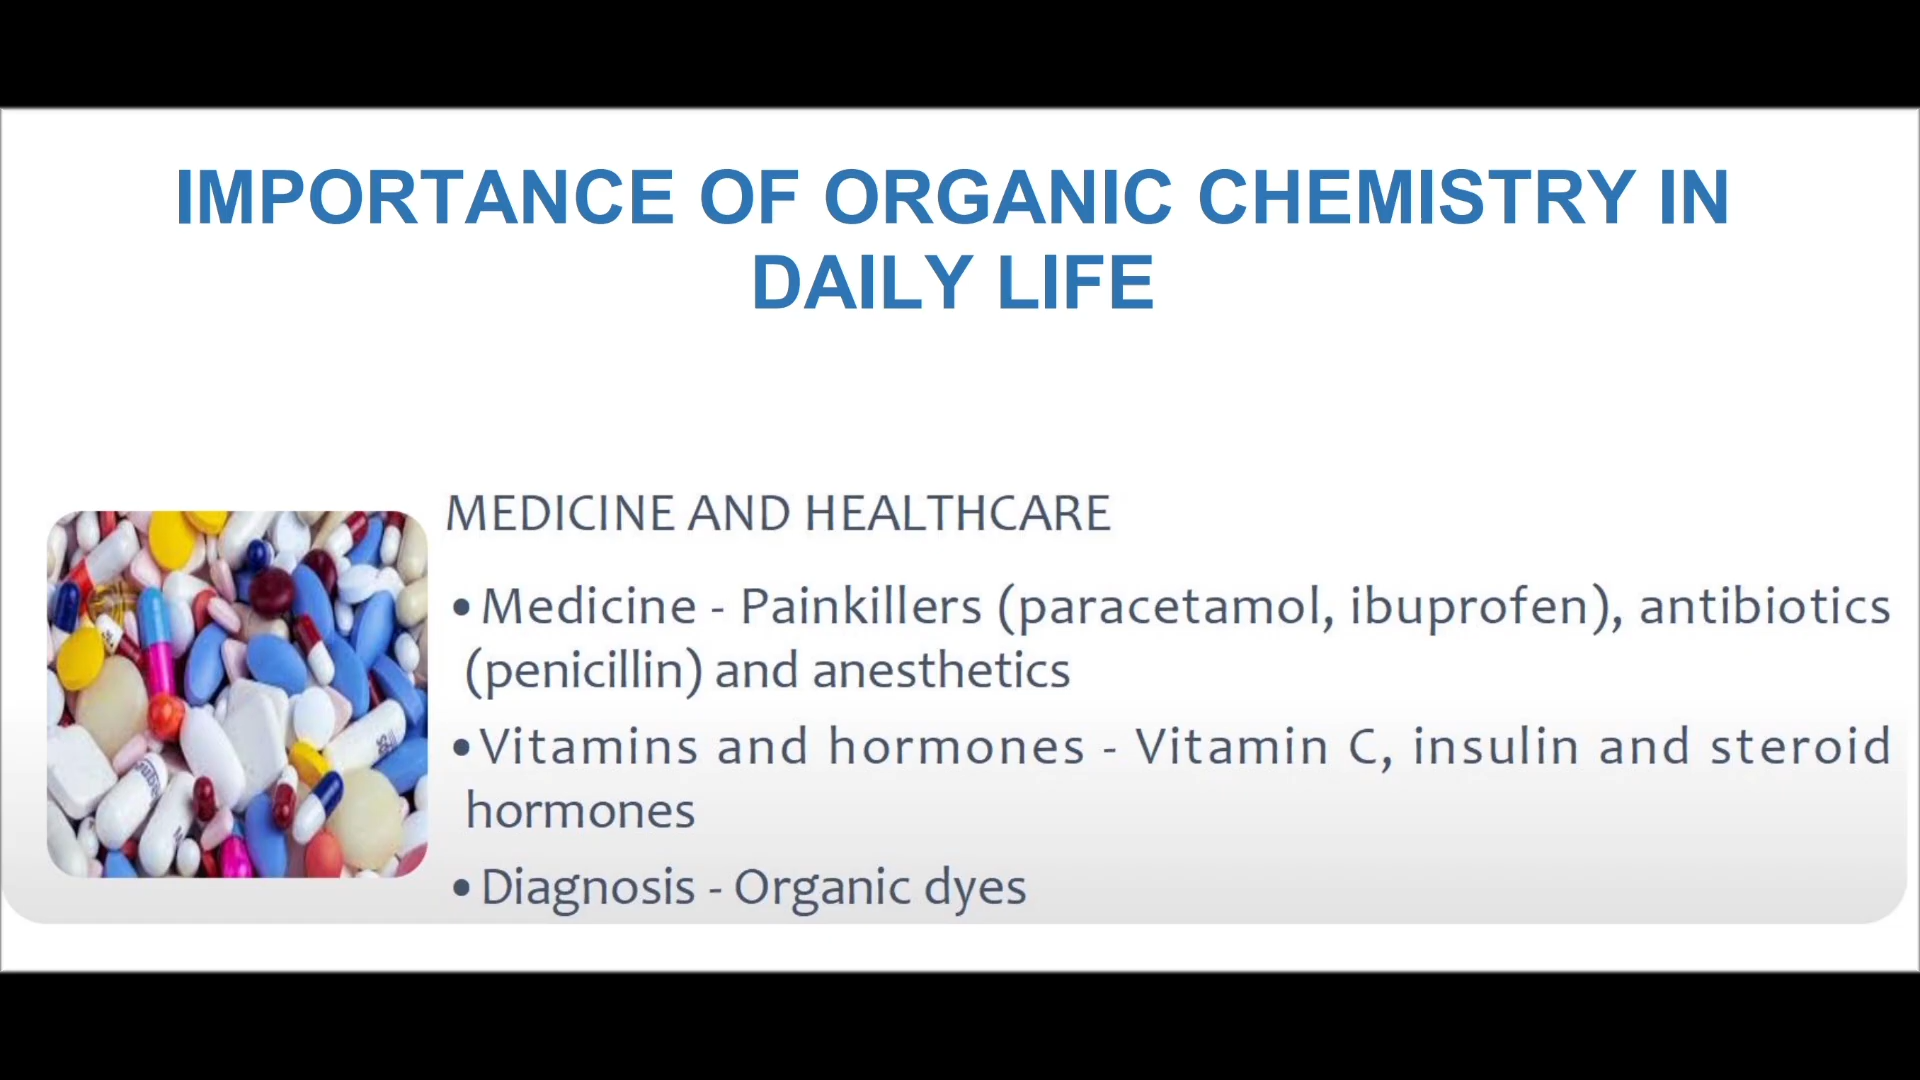 IMPORTANCE OF ORGANIC CHEMISTRY IN
DAILY LIFE
MEDICINE AND HEALTHCARE
•Medicine - Painkillers (paracetamol, ibuprofen), antibiotics
(penicillin) and anesthetics
•Vitamins and hormones - Vitamin C, insulin and steroid
hormones
•Diagnosis - Organic dyes